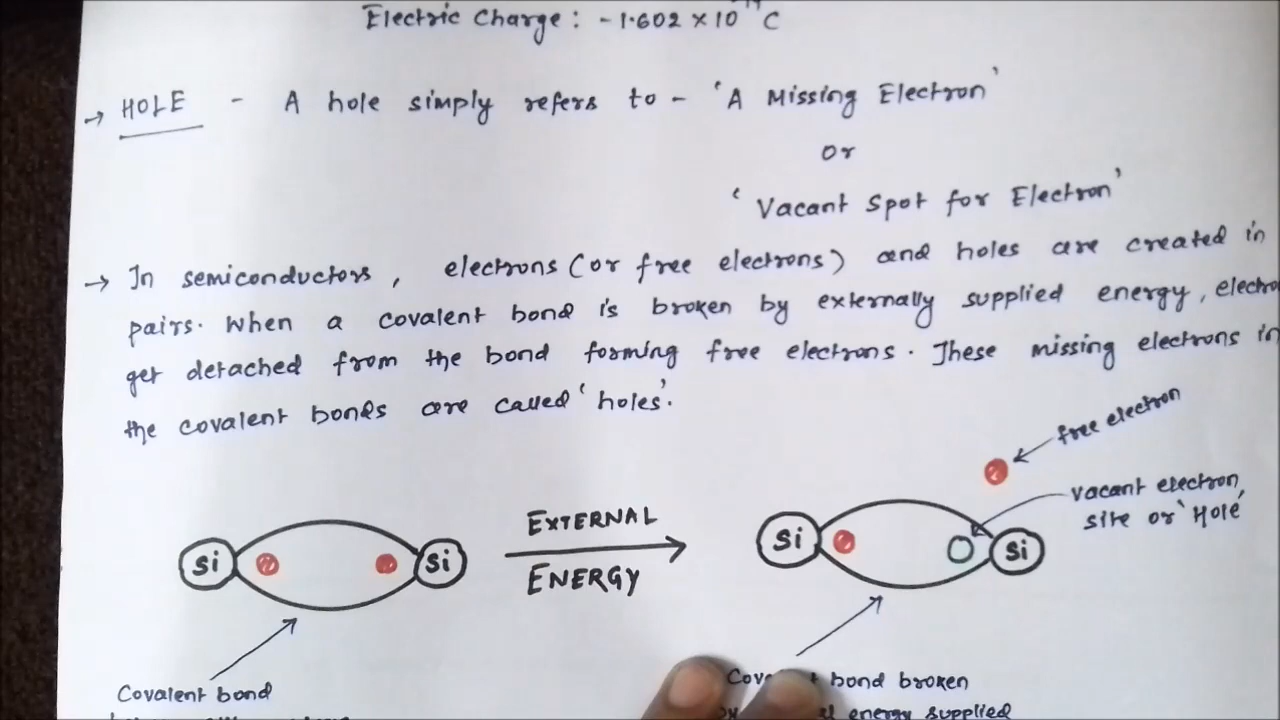 Electric Charge : -1.602 × 10⁻¹⁹ C
→ HOLE - A hole simply refers to - 'A Missing Electron'
Or
'Vacant Spot for Electron'
→ In semiconductors, electrons (or free electrons) and holes are created in
pairs. When a covalent bond is broken by externally supplied energy, electro
get detached from the bond forming free electrons. These missing electrons in
the covalent bonds are called 'holes'.
free electron
vacant electron
site or 'Hole'
EXTERNAL
ENERGY
Si
Si
Si
Si
Covalent bond
Cov t bond broken
energy supplied